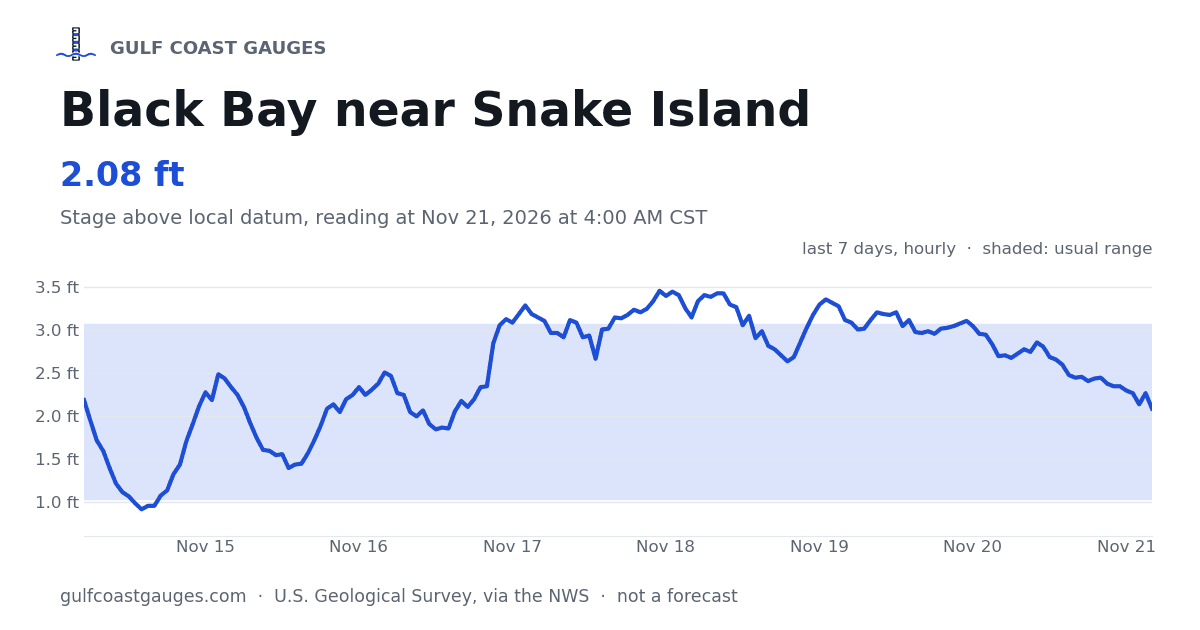 GULF COAST GAUGES
Black Bay near Snake Island
2.08 ft
Stage above local datum, reading at Nov 21, 2026 at 4:00 AM CST
last 7 days, hourly · shaded: usual range
3.5 ft
3.0 ft
2.5 ft
2.0 ft
1.5 ft
1.0 ft
Nov 15 Nov 16 Nov 17 Nov 18 Nov 19 Nov 20 Nov 21
gulfcoastgauges.com · U.S. Geological Survey, via the NWS · not a forecast